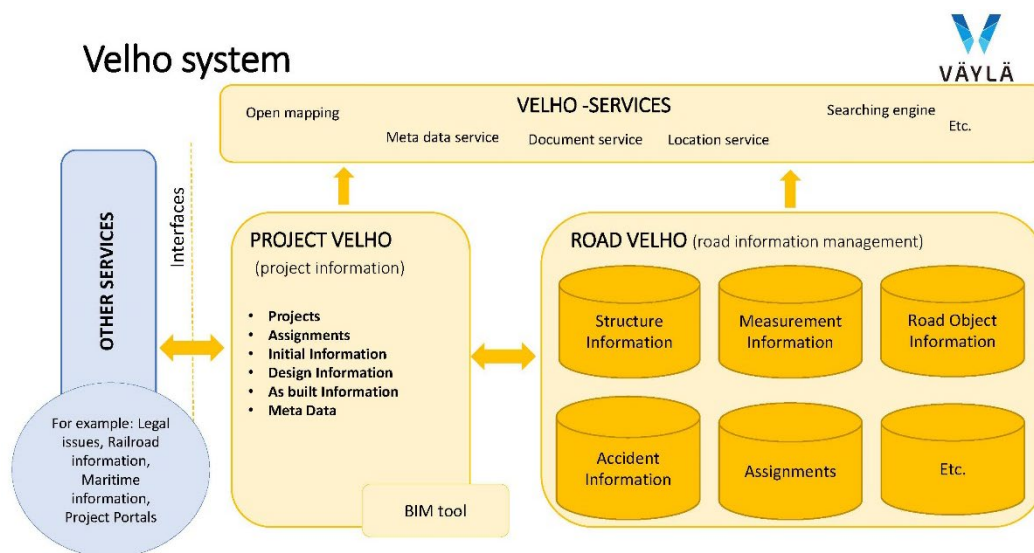 Velho system
VÄYLÄ
VELHO -SERVICES
Open mapping
Meta data service
Document service
Location service
Searching engine
Etc.
OTHER SERVICES
Interfaces
For example: Legal
issues, Railroad
information,
Maritime
information,
Project Portals
PROJECT VELHO
(project information)
• Projects
• Assignments
• Initial Information
• Design Information
• As built Information
• Meta Data
BIM tool
ROAD VELHO (road information management)
Structure
Information
Measurement
Information
Road Object
Information
Accident
Information
Assignments
Etc.